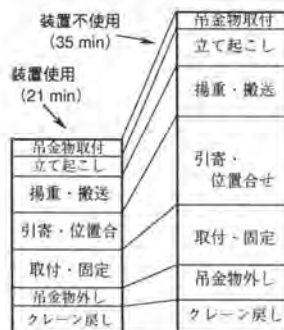 装置不使用
(35 min)
装置使用
(21 min)
吊金物取付
立て起こし
揚重・搬送
引寄・位置合
取付・固定
吊金物外し
クレーン戻し
吊金物取付
立て起こし
揚重・搬送
引寄・
位置合せ
取付・固定
吊金物外し
クレーン戻し